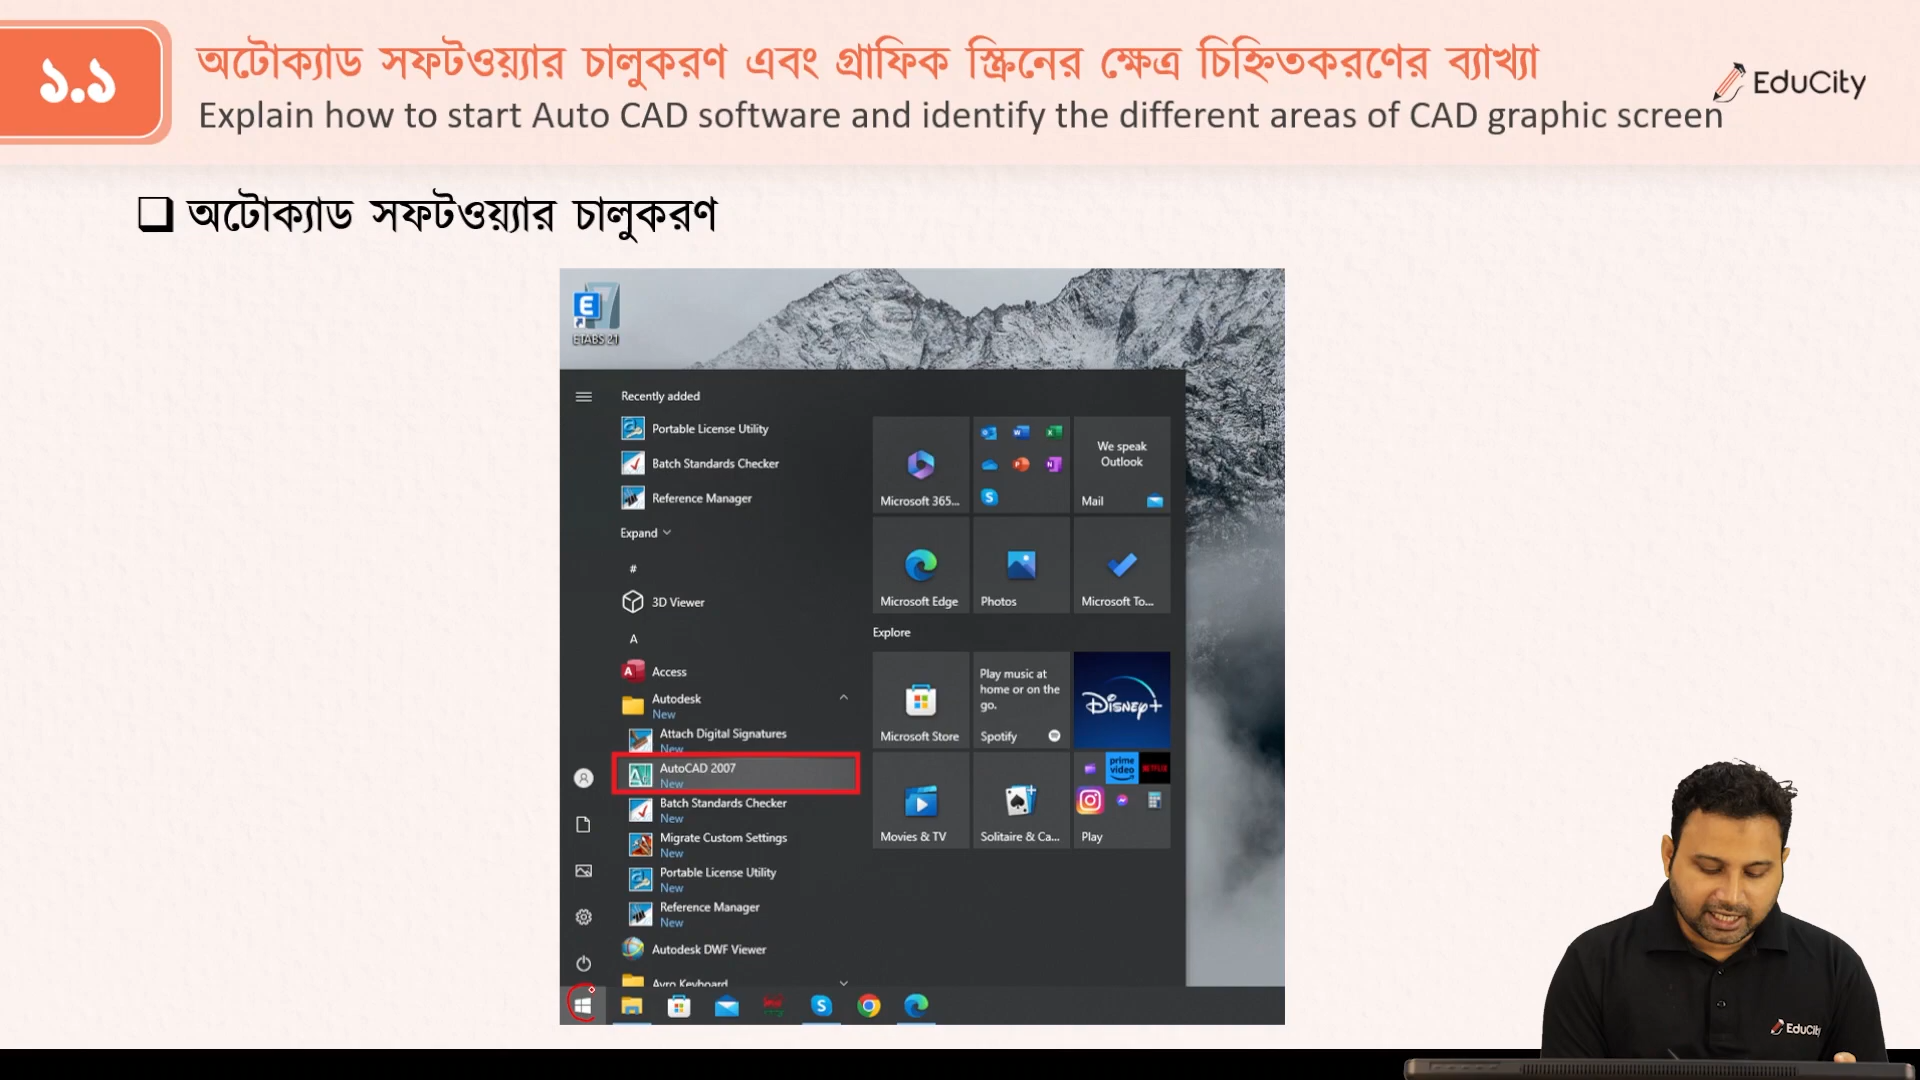 ১.১
অটোক্যাড সফটওয়্যার চালুকরণ এবং গ্রাফিক স্ক্রিনের ক্ষেত্র চিহ্নিতকরণের ব্যাখ্যা
Explain how to start Auto CAD software and identify the different areas of CAD graphic screen
EduCity
অটোক্যাড সফটওয়্যার চালুকরণ
ETABS 21
Recently added
Portable License Utility
Batch Standards Checker
Reference Manager
Expand
#
3D Viewer
A
Access
Autodesk
New
Attach Digital Signatures
New
AutoCAD 2007
New
Batch Standards Checker
New
Migrate Custom Settings
New
Portable License Utility
New
Reference Manager
New
Autodesk DWF Viewer
Avro Keyboard
Microsoft 365...
We speak
Outlook
Mail
Microsoft Edge
Photos
Microsoft To...
Explore
Microsoft Store
Play music at
home or on the
go.
Spotify
Disney+
Movies & TV
Solitaire & Ca...
prime
video
NETFLIX
Play
EduCity